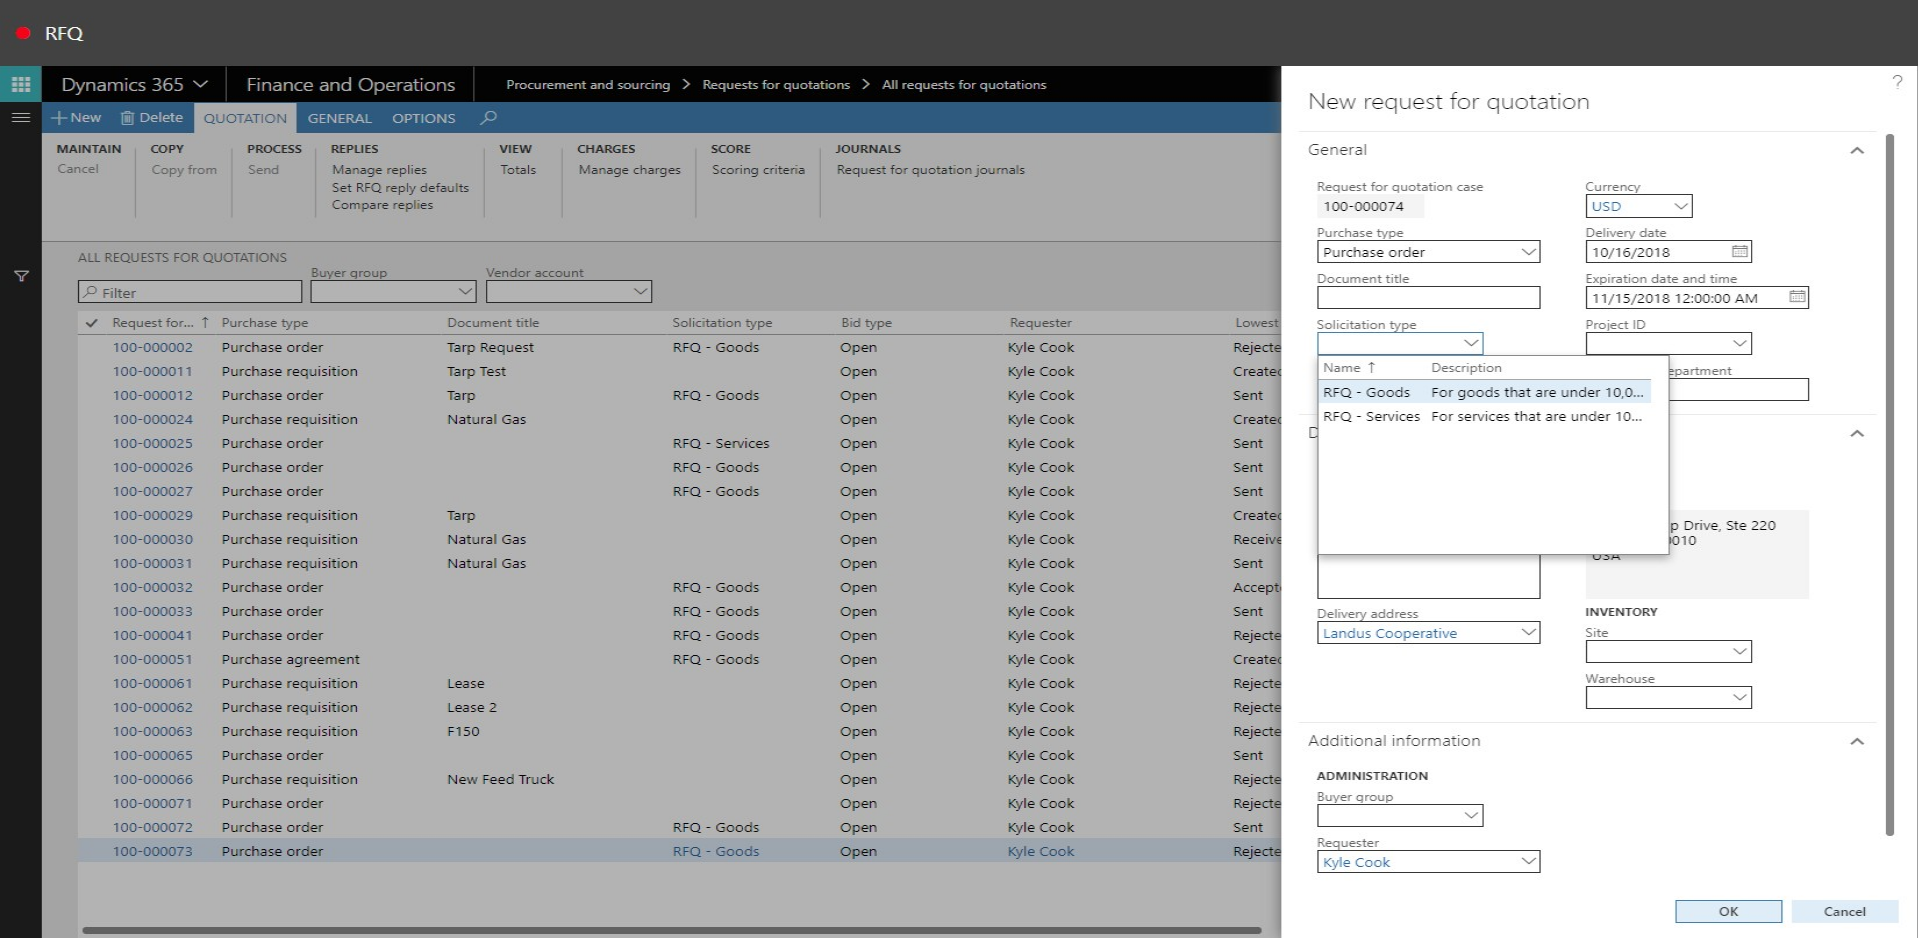 RFQ
Dynamics 365
Finance and Operations
Procurement and sourcing > Requests for quotations > All requests for quotations
New
Delete
QUOTATION
GENERAL
OPTIONS
MAINTAIN
Cancel
COPY
Copy from
PROCESS
Send
REPLIES
Manage replies
Set RFQ reply defaults
Compare replies
VIEW
Totals
CHARGES
Manage charges
SCORE
Scoring criteria
JOURNALS
Request for quotation journals
ALL REQUESTS FOR QUOTATIONS
Filter
Buyer group
Vendor account
Request for... ↑ Purchase type Document title Solicitation type Bid type Requester Lowest
100-000002 Purchase order Tarp Request RFQ - Goods Open Kyle Cook Rejecte
100-000011 Purchase requisition Tarp Test Open Kyle Cook Created
100-000012 Purchase order Tarp RFQ - Goods Open Kyle Cook Sent
100-000024 Purchase requisition Natural Gas Open Kyle Cook Created
100-000025 Purchase order RFQ - Services Open Kyle Cook Sent
100-000026 Purchase order RFQ - Goods Open Kyle Cook Sent
100-000027 Purchase order RFQ - Goods Open Kyle Cook Sent
100-000029 Purchase requisition Tarp Open Kyle Cook Created
100-000030 Purchase requisition Natural Gas Open Kyle Cook Receive
100-000031 Purchase requisition Natural Gas Open Kyle Cook Sent
100-000032 Purchase order RFQ - Goods Open Kyle Cook Accept
100-000033 Purchase order RFQ - Goods Open Kyle Cook Sent
100-000041 Purchase order RFQ - Goods Open Kyle Cook Rejecte
100-000051 Purchase agreement RFQ - Goods Open Kyle Cook Created
100-000061 Purchase requisition Lease Open Kyle Cook Rejecte
100-000062 Purchase requisition Lease 2 Open Kyle Cook Rejecte
100-000063 Purchase requisition F150 Open Kyle Cook Rejecte
100-000065 Purchase order Open Kyle Cook Sent
100-000066 Purchase requisition New Feed Truck Open Kyle Cook Rejecte
100-000071 Purchase order Open Kyle Cook Rejecte
100-000072 Purchase order RFQ - Goods Open Kyle Cook Sent
100-000073 Purchase order RFQ - Goods Open Kyle Cook Rejecte
?
New request for quotation
General
Request for quotation case
100-000074
Purchase type
Purchase order
Document title
Solicitation type
Name ↑ Description
RFQ - Goods For goods that are under 10,0...
RFQ - Services For services that are under 10...
Currency
USD
Delivery date
10/16/2018
Expiration date and time
11/15/2018 12:00:00 AM
Project ID
epartment
D
p Drive, Ste 220
0010
USA
Delivery address
Landus Cooperative
INVENTORY
Site
Warehouse
Additional information
ADMINISTRATION
Buyer group
Requester
Kyle Cook
OK
Cancel